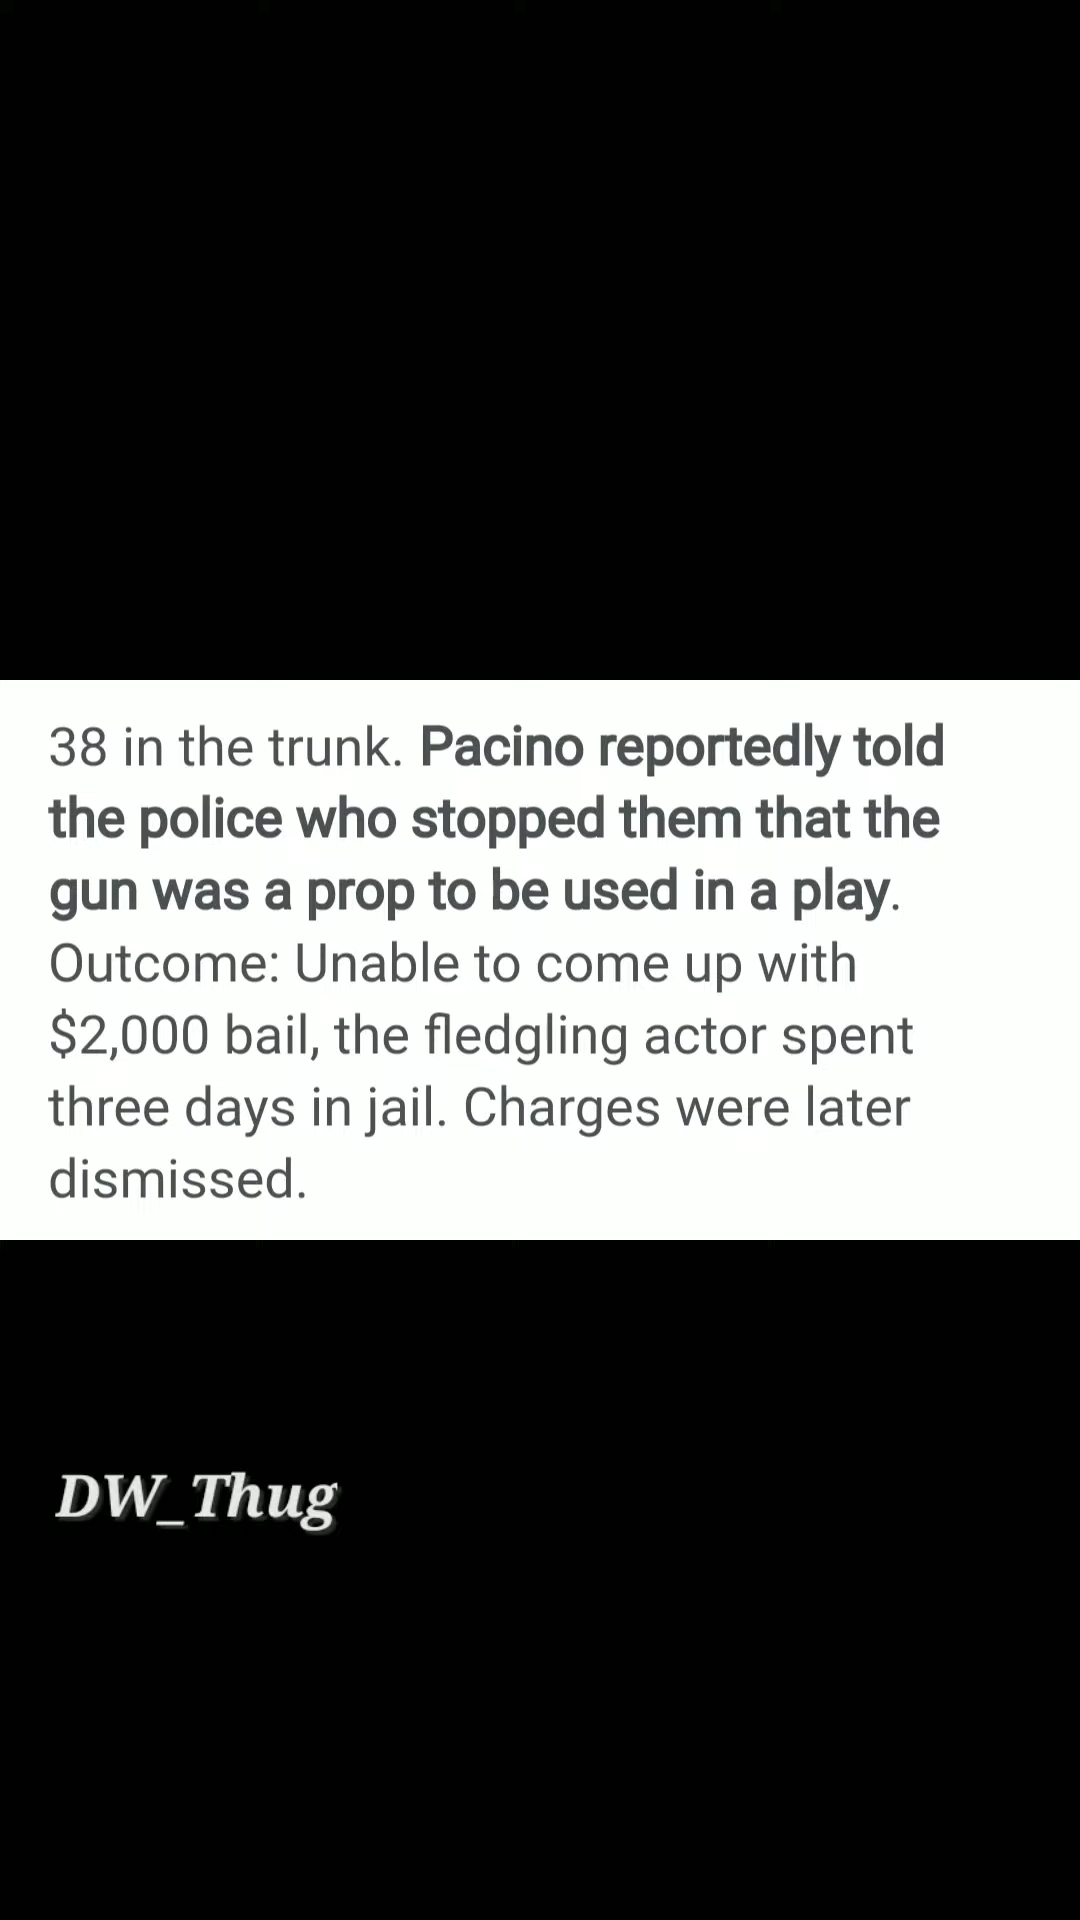 38 in the trunk. Pacino reportedly told
the police who stopped them that the
gun was a prop to be used in a play.
Outcome: Unable to come up with
$2,000 bail, the fledgling actor spent
three days in jail. Charges were later
dismissed.
DW_Thug